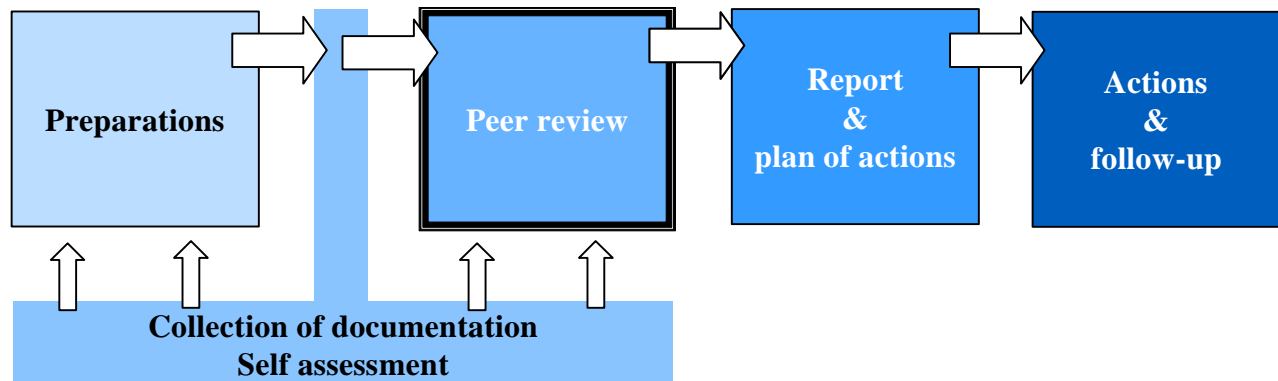 Preparations
Peer review
Report
&
plan of actions
Actions
&
follow-up
Collection of documentation
Self assessment